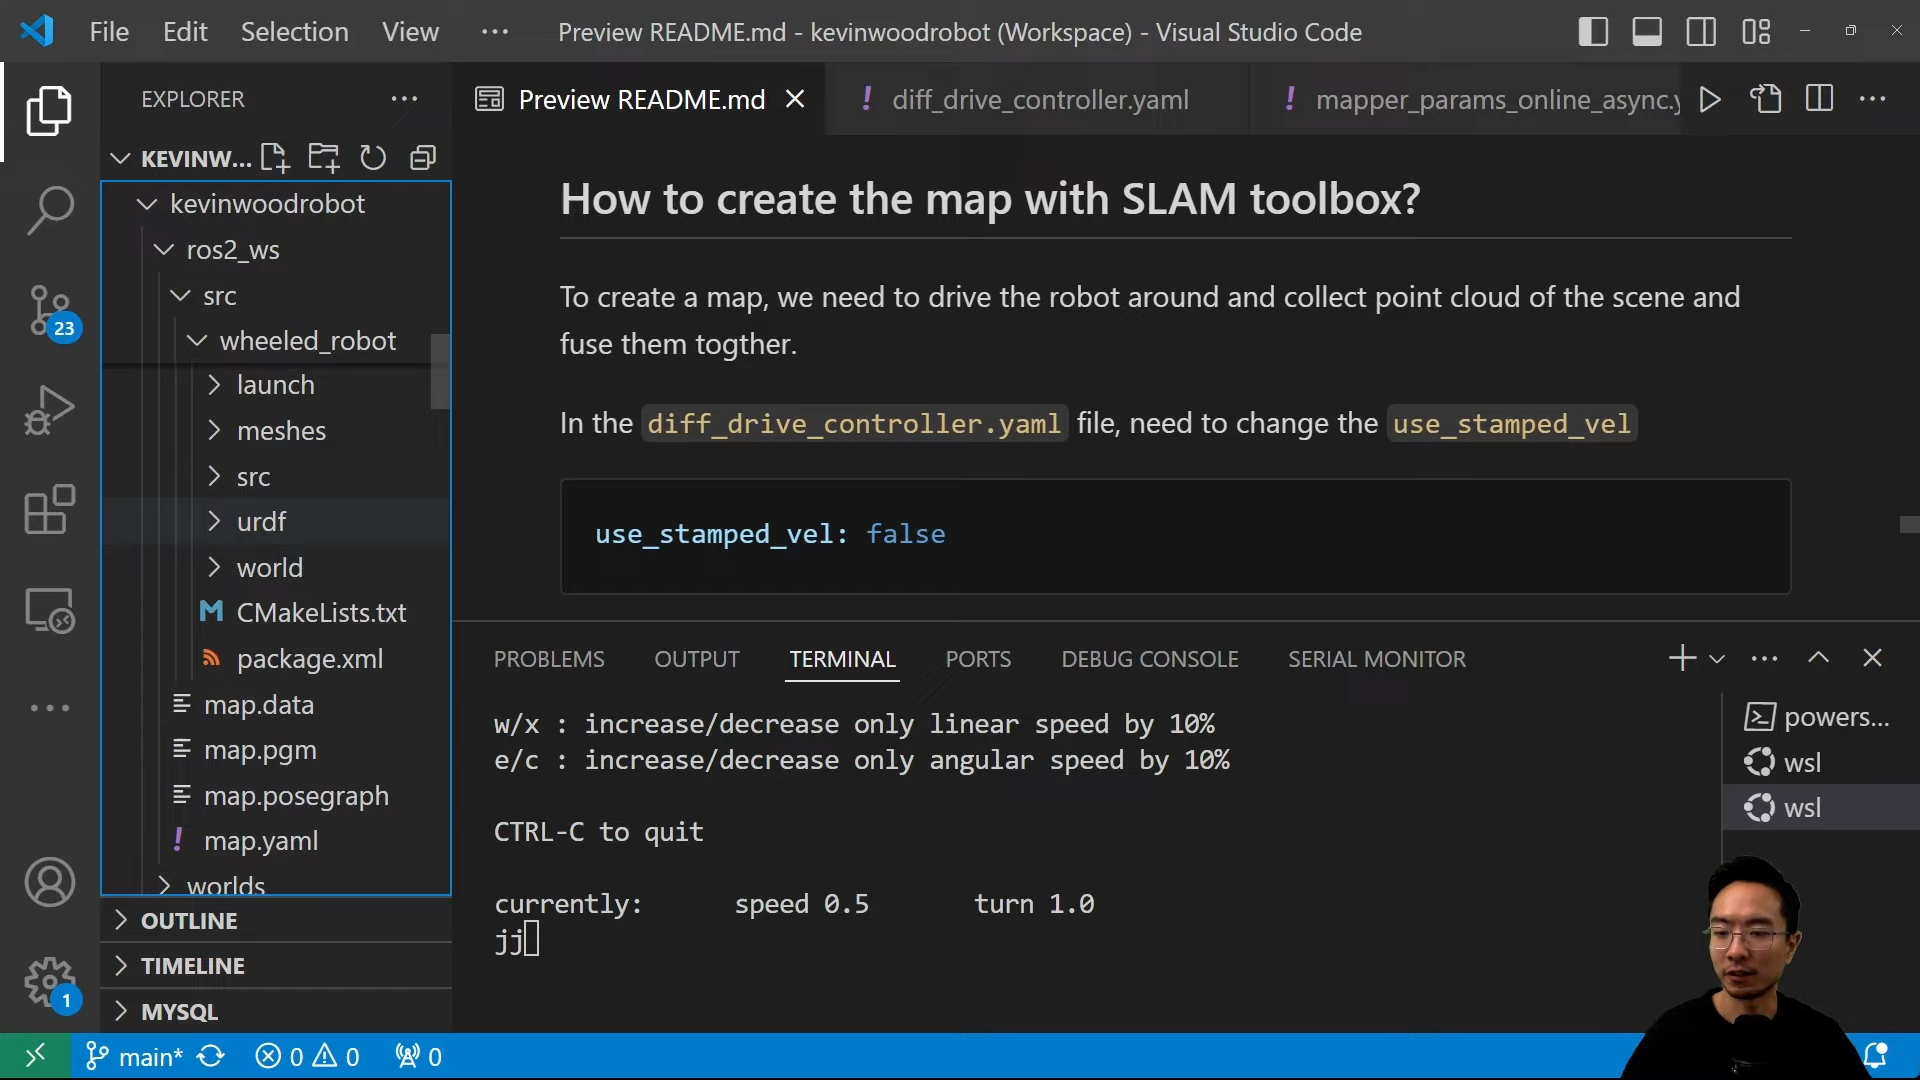 File Edit Selection View ··· Preview README.md - kevinwoodrobot (Workspace) - Visual Studio Code
EXPLORER
KEVINW...
kevinwoodrobot
ros2_ws
src
wheeled_robot
launch
meshes
src
urdf
world
CMakeLists.txt
package.xml
map.data
map.pgm
map.posegraph
map.yaml
worlds
OUTLINE
TIMELINE
MYSQL
23
1
Preview README.md ! diff_drive_controller.yaml ! mapper_params_online_async.y
How to create the map with SLAM toolbox?
To create a map, we need to drive the robot around and collect point cloud of the scene and
fuse them togther.
In the diff_drive_controller.yaml file, need to change the use_stamped_vel
use_stamped_vel: false
PROBLEMS OUTPUT TERMINAL PORTS DEBUG CONSOLE SERIAL MONITOR
w/x : increase/decrease only linear speed by 10%
e/c : increase/decrease only angular speed by 10%
CTRL-C to quit
currently: speed 0.5 turn 1.0
jj
powers...
wsl
wsl
main* 0 0 0